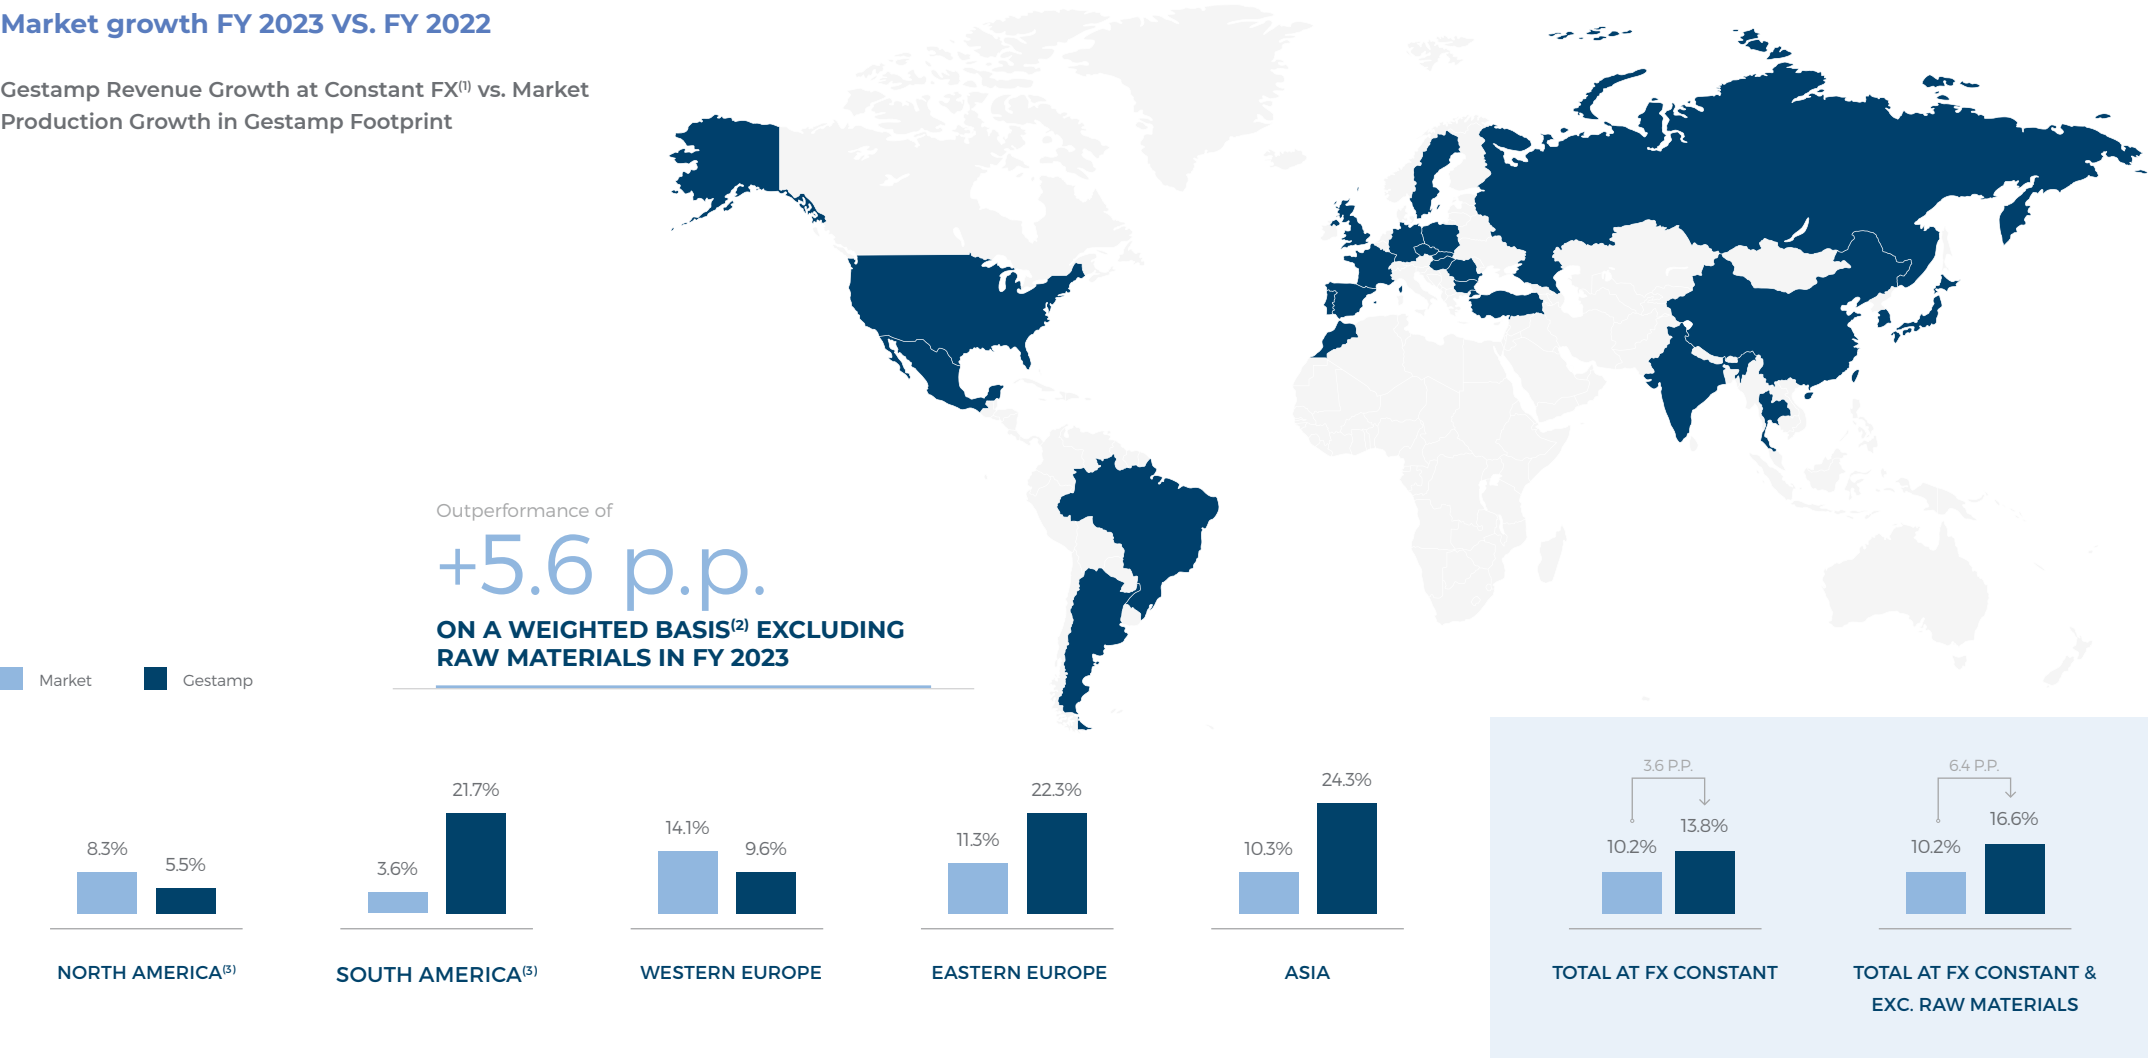 Market growth FY 2023 VS. FY 2022
Gestamp Revenue Growth at Constant FX(1) vs. Market
Production Growth in Gestamp Footprint
Outperformance of
+5.6 p.p.
ON A WEIGHTED BASIS(2) EXCLUDING
RAW MATERIALS IN FY 2023
Market
Gestamp
8.3%
5.5%
NORTH AMERICA(3)
3.6%
21.7%
SOUTH AMERICA(3)
14.1%
9.6%
WESTERN EUROPE
11.3%
22.3%
EASTERN EUROPE
10.3%
24.3%
ASIA
3.6 P.P.
10.2%
13.8%
TOTAL AT FX CONSTANT
6.4 P.P.
10.2%
16.6%
TOTAL AT FX CONSTANT &
EXC. RAW MATERIALS